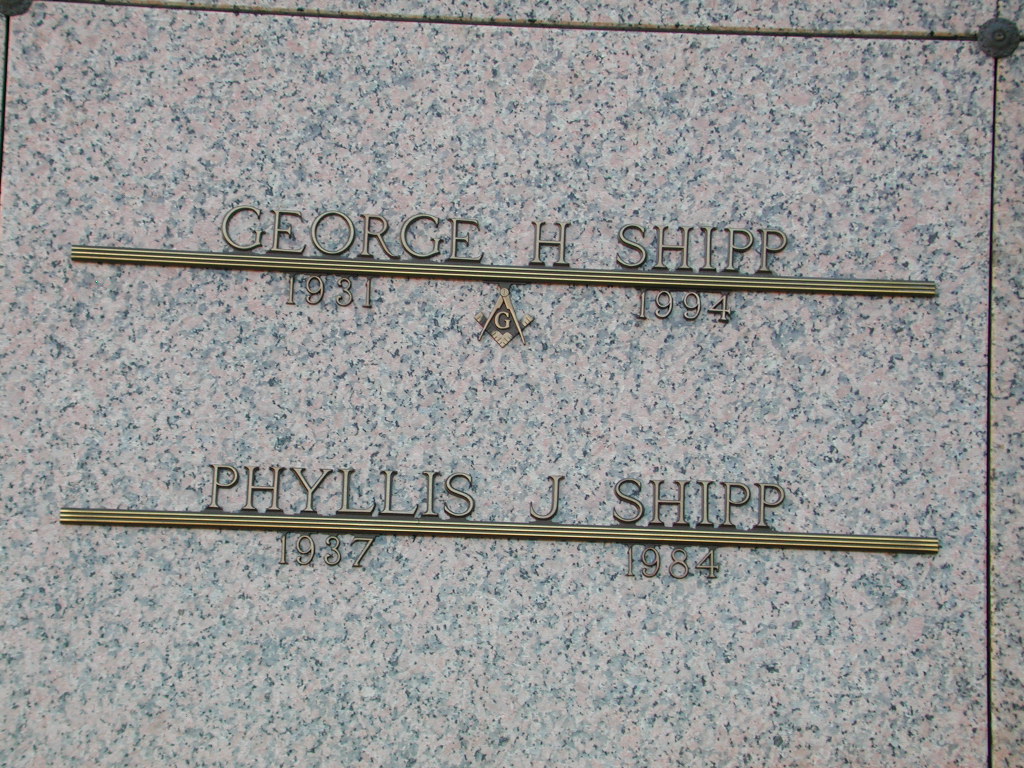 GEORGE H SHIPP
1931 G 1994
PHYLLIS J SHIPP
1937 1984